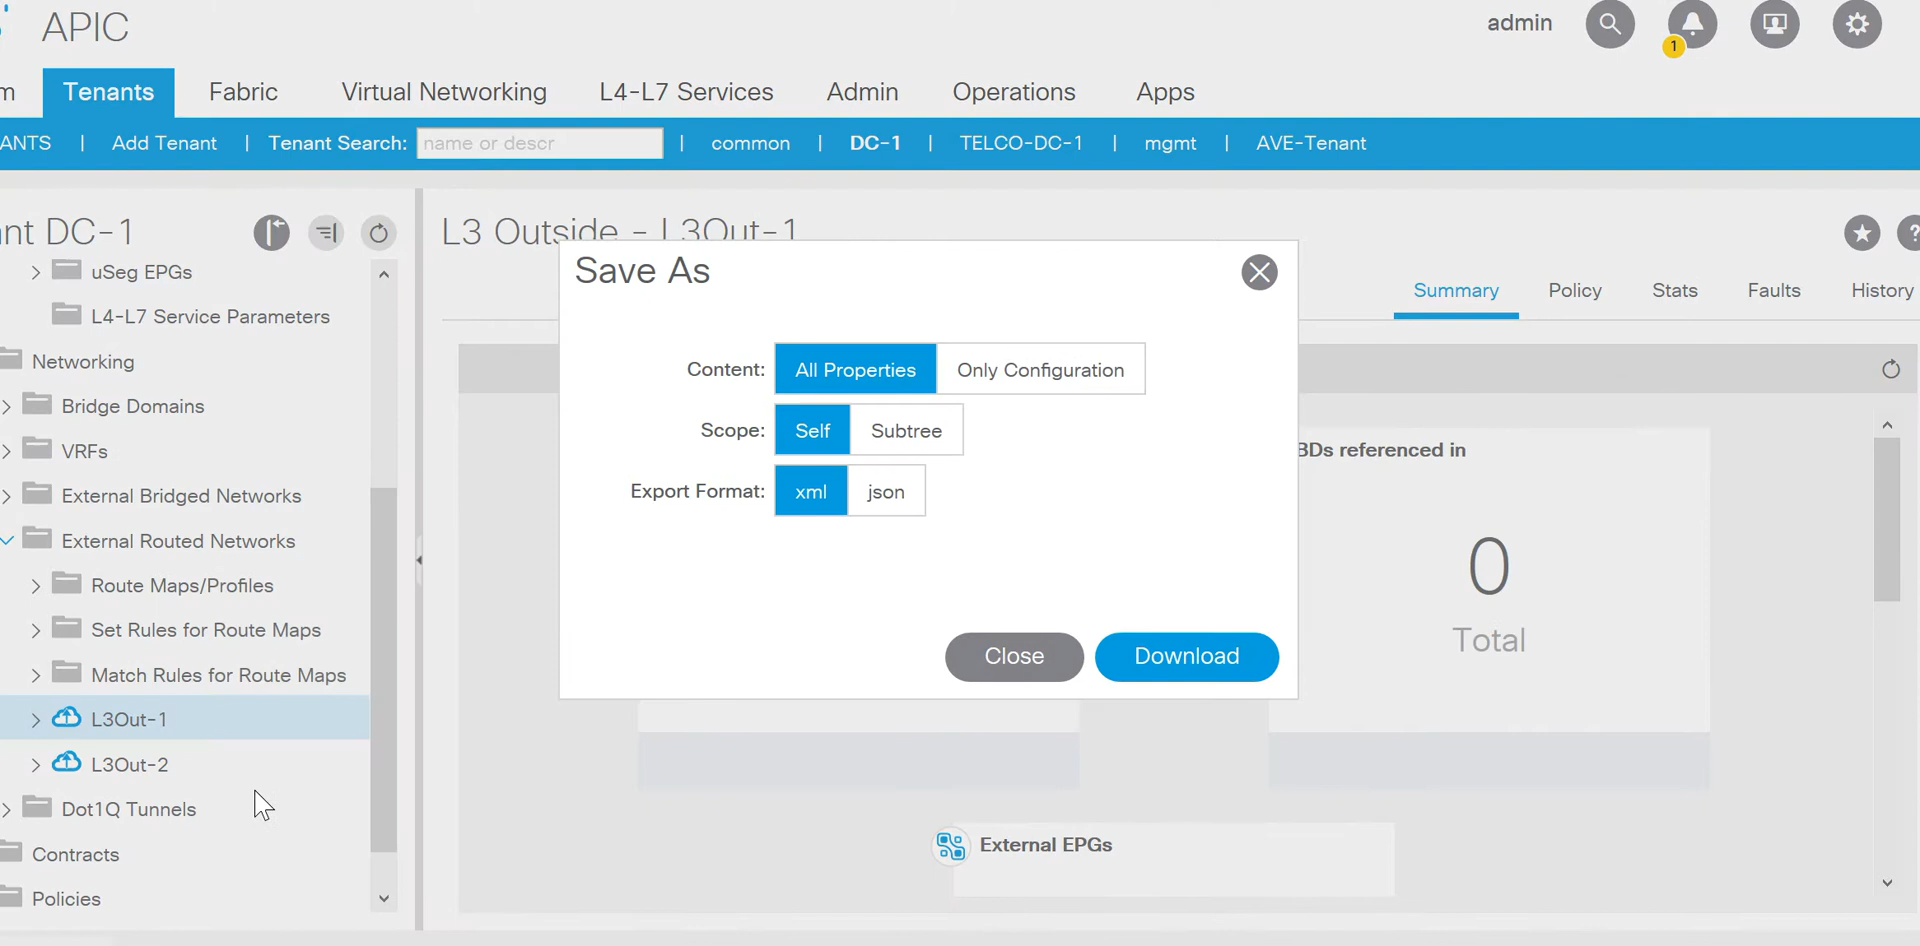 APIC
admin
1
m
Tenants
Fabric
Virtual Networking
L4-L7 Services
Admin
Operations
Apps
ANTS | Add Tenant | Tenant Search: name or descr | common | DC-1 | TELCO-DC-1 | mgmt | AVE-Tenant
nt DC-1
uSeg EPGs
L4-L7 Service Parameters
Networking
Bridge Domains
VRFs
External Bridged Networks
External Routed Networks
Route Maps/Profiles
Set Rules for Route Maps
Match Rules for Route Maps
L3Out-1
L3Out-2
Dot1Q Tunnels
Contracts
Policies
L3 Outside - L3Out-1
?
Summary
Policy
Stats
Faults
History
Save As
Content: All Properties Only Configuration
Scope: Self Subtree
Export Format: xml json
Close
Download
BDs referenced in
0
Total
External EPGs